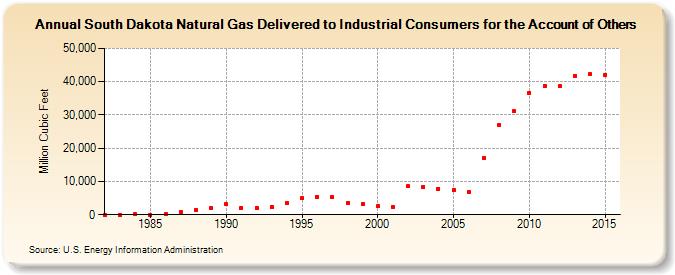 Annual South Dakota Natural Gas Delivered to Industrial Consumers for the Account of Others
Million Cubic Feet
50,000
40,000
30,000
20,000
10,000
0
1985 1990 1995 2000 2005 2010 2015
Source: U.S. Energy Information Administration